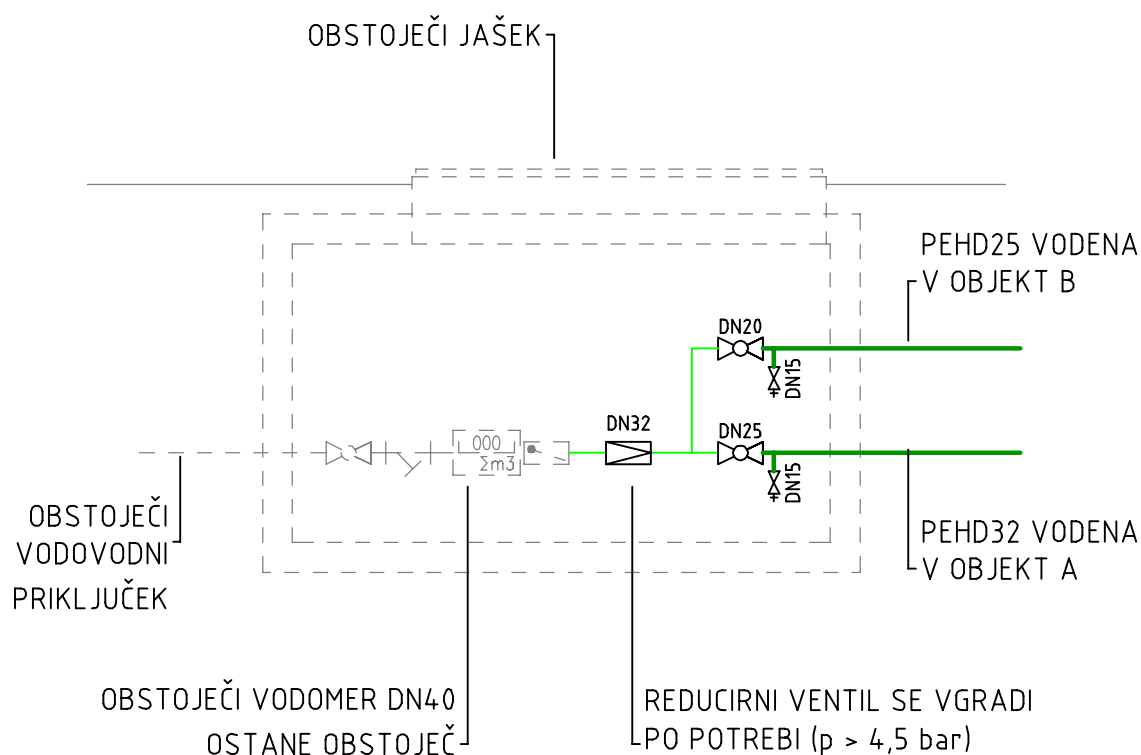 OBSTOJEČI JAŠEK
PEHD25 VODENA
V OBJEKT B
DN20
DN15
DN32
DN25
000
Σm3
DN15
OBSTOJEČI
VODOVODNI
PRIKLJUČEK
PEHD32 VODENA
V OBJEKT A
OBSTOJEČI VODOMER DN40
OSTANE OBSTOJEČ
REDUCIRNI VENTIL SE VGRADI
PO POTREBI (p > 4,5 bar)